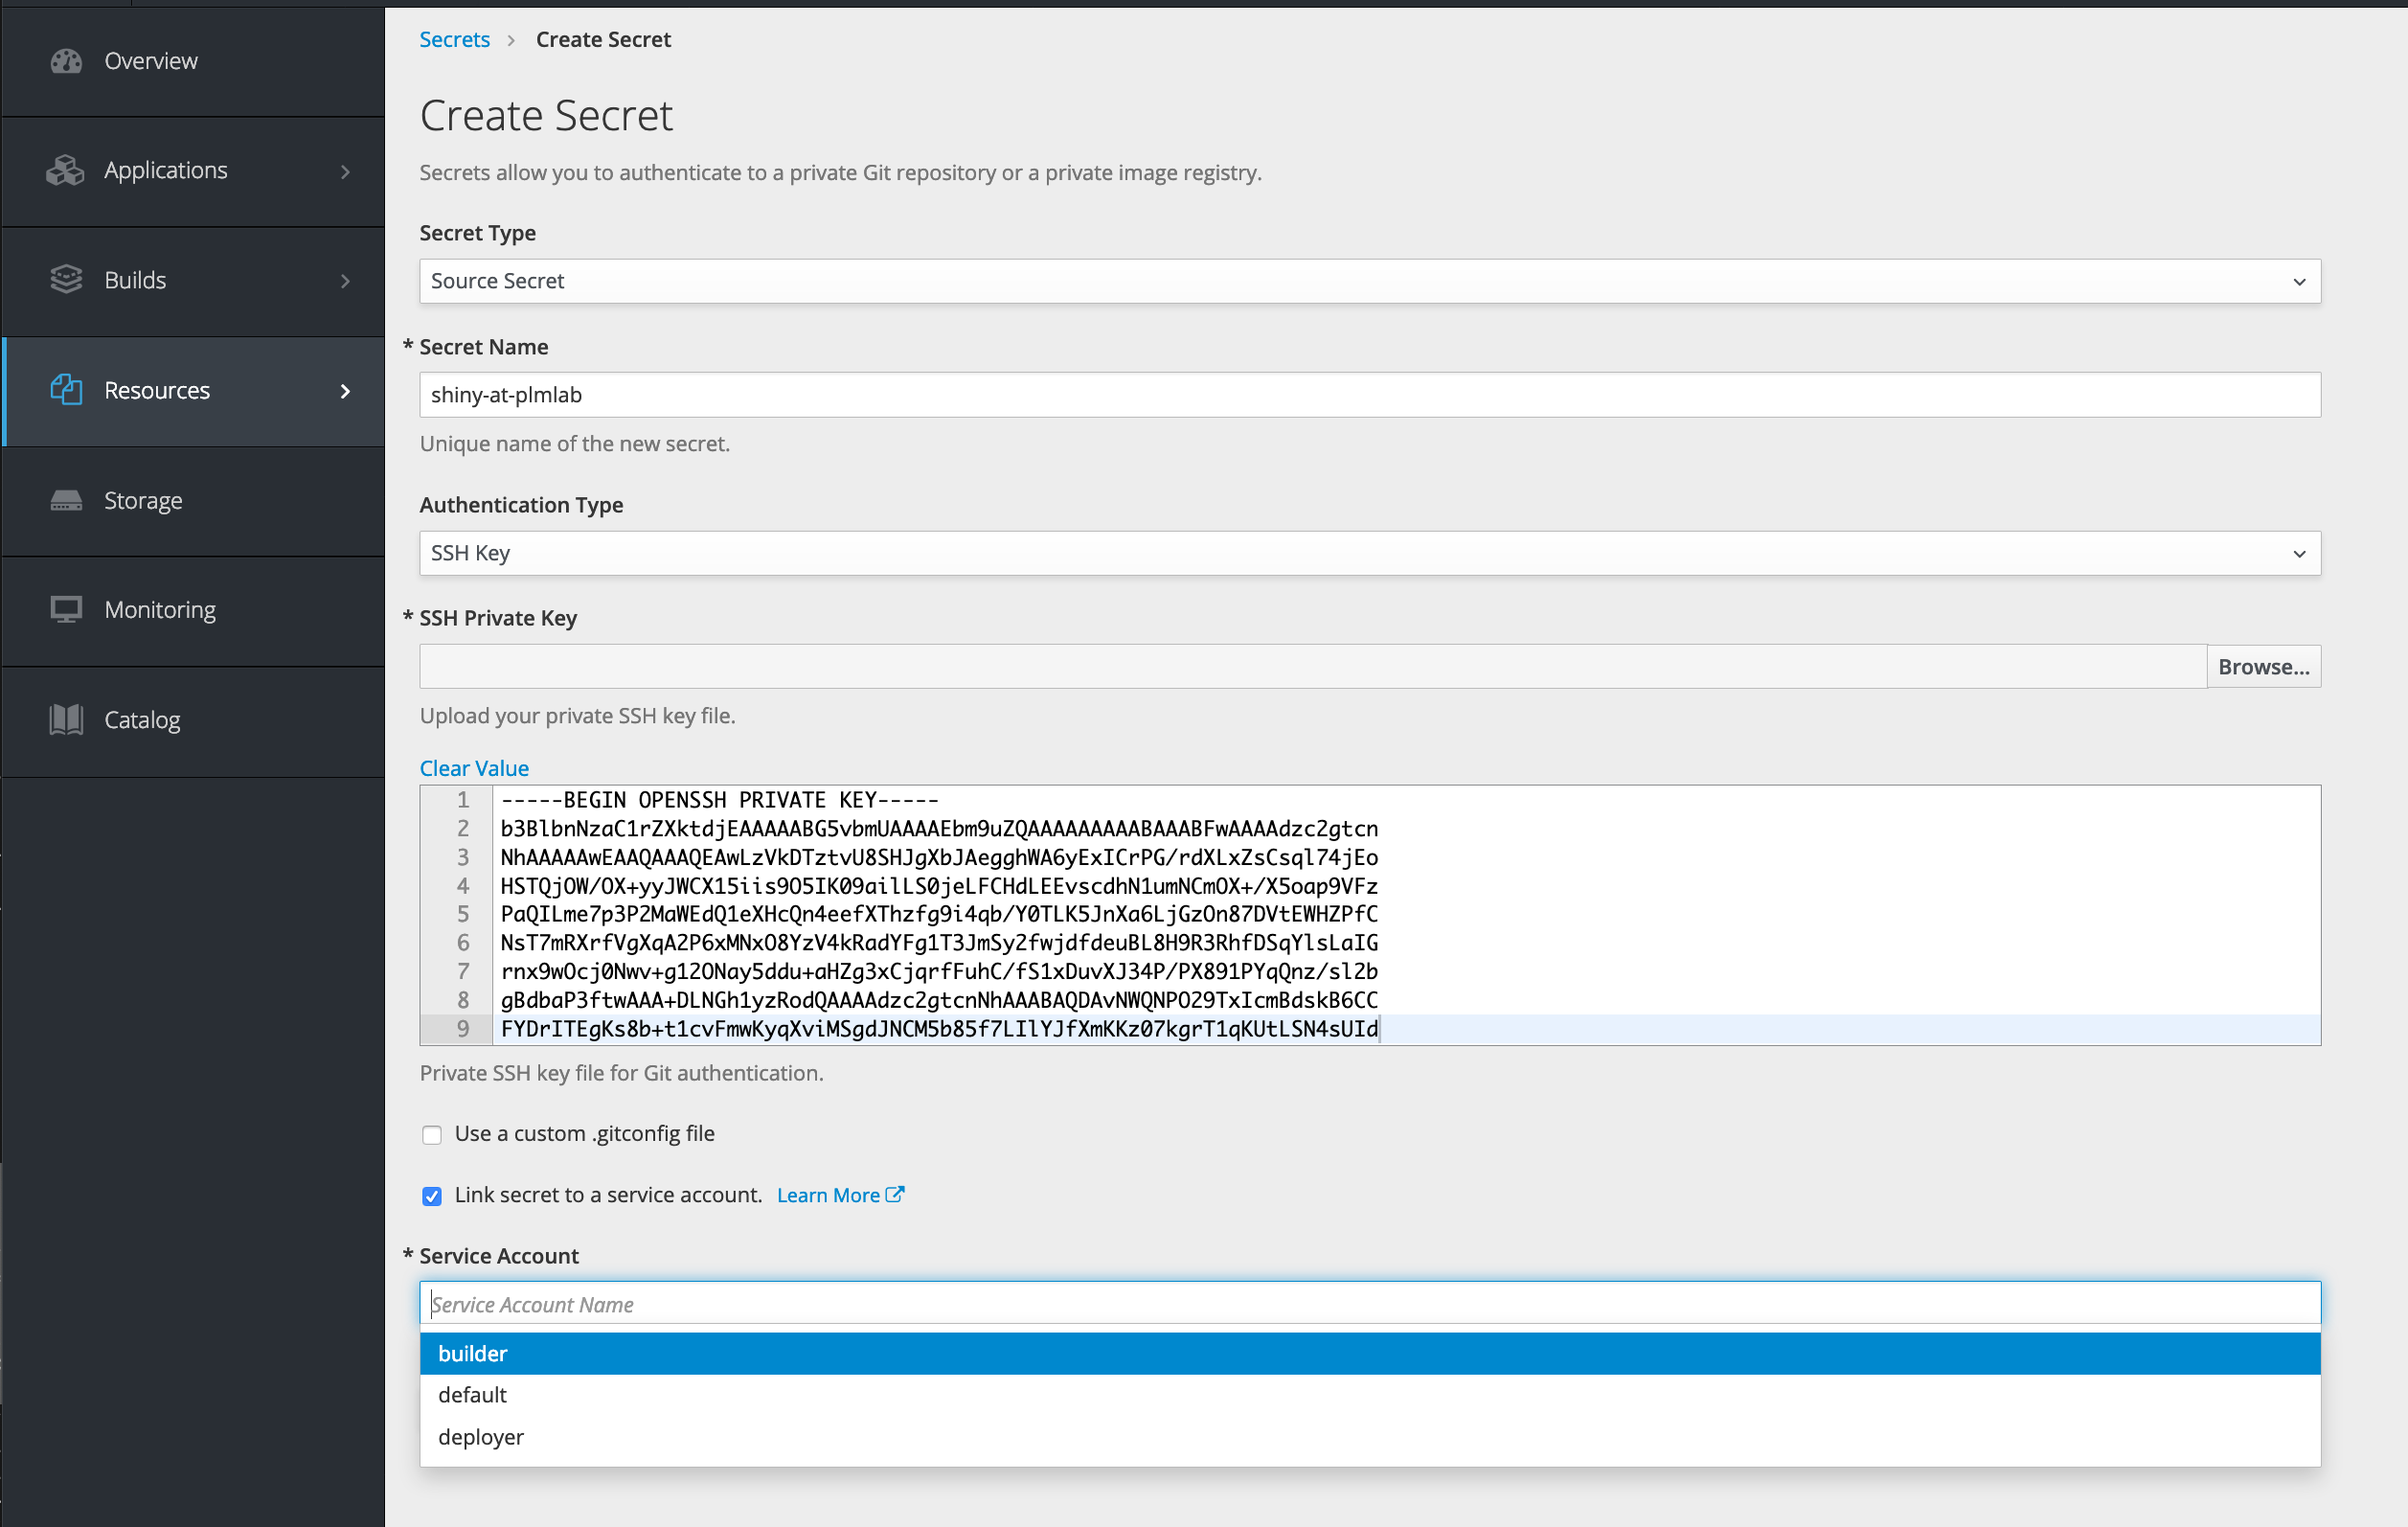 Overview
Applications
Builds
Resources
Storage
Monitoring
Catalog
Secrets > Create Secret
Create Secret
Secrets allow you to authenticate to a private Git repository or a private image registry.
Secret Type
Source Secret
* Secret Name
shiny-at-plmlab
Unique name of the new secret.
Authentication Type
SSH Key
* SSH Private Key
Browse...
Upload your private SSH key file.
Clear Value
1 -----BEGIN OPENSSH PRIVATE KEY-----
2 b3BlbnNzaC1rZXktdjEAAAAABG5vbmUAAAAEbm9uZQAAAAAAAAABAAABFwAAAAdzc2gtcn
3 NhAAAAAwEAAQAAAQEAwLzVkDTztvU8SHJgXbJAegghWA6yExICrPG/rdXLxZsCsql74jEo
4 HSTQjOW/OX+yyJWCX15iis9O5IK09ailLS0jeLFCHdLEEvscdhN1umNCmOX+/X5oap9VFz
5 PaQILme7p3P2MaWEdQ1eXHcQn4eefXThzfg9i4qb/Y0TLK5JnXa6LjGzOn87DVtEWHZPfC
6 NsT7mRXrfVgXqA2P6xMNxO8YzV4kRadYFg1T3JmSy2fwjdfdeuBL8H9R3RhfDSqYlsLaIG
7 rnx9wOcj0Nwv+g12ONay5ddu+aHZg3xCjqrfFuhC/fS1xDuvXJ34P/PX891PYqQnz/sl2b
8 gBdbaP3ftwAAA+DLNGh1yzRodQAAAAdzc2gtcnNhAAABAQDAvNWQNPO29TxIcmBdskB6CC
9 FYDrITEgKs8b+t1cvFmwKyqXviMSgdJNCM5b85f7LIlYJfXmKKz07kgrT1qKUtLSN4sUId
Private SSH key file for Git authentication.
Use a custom .gitconfig file
Link secret to a service account. Learn More
* Service Account
Service Account Name
builder
default
deployer